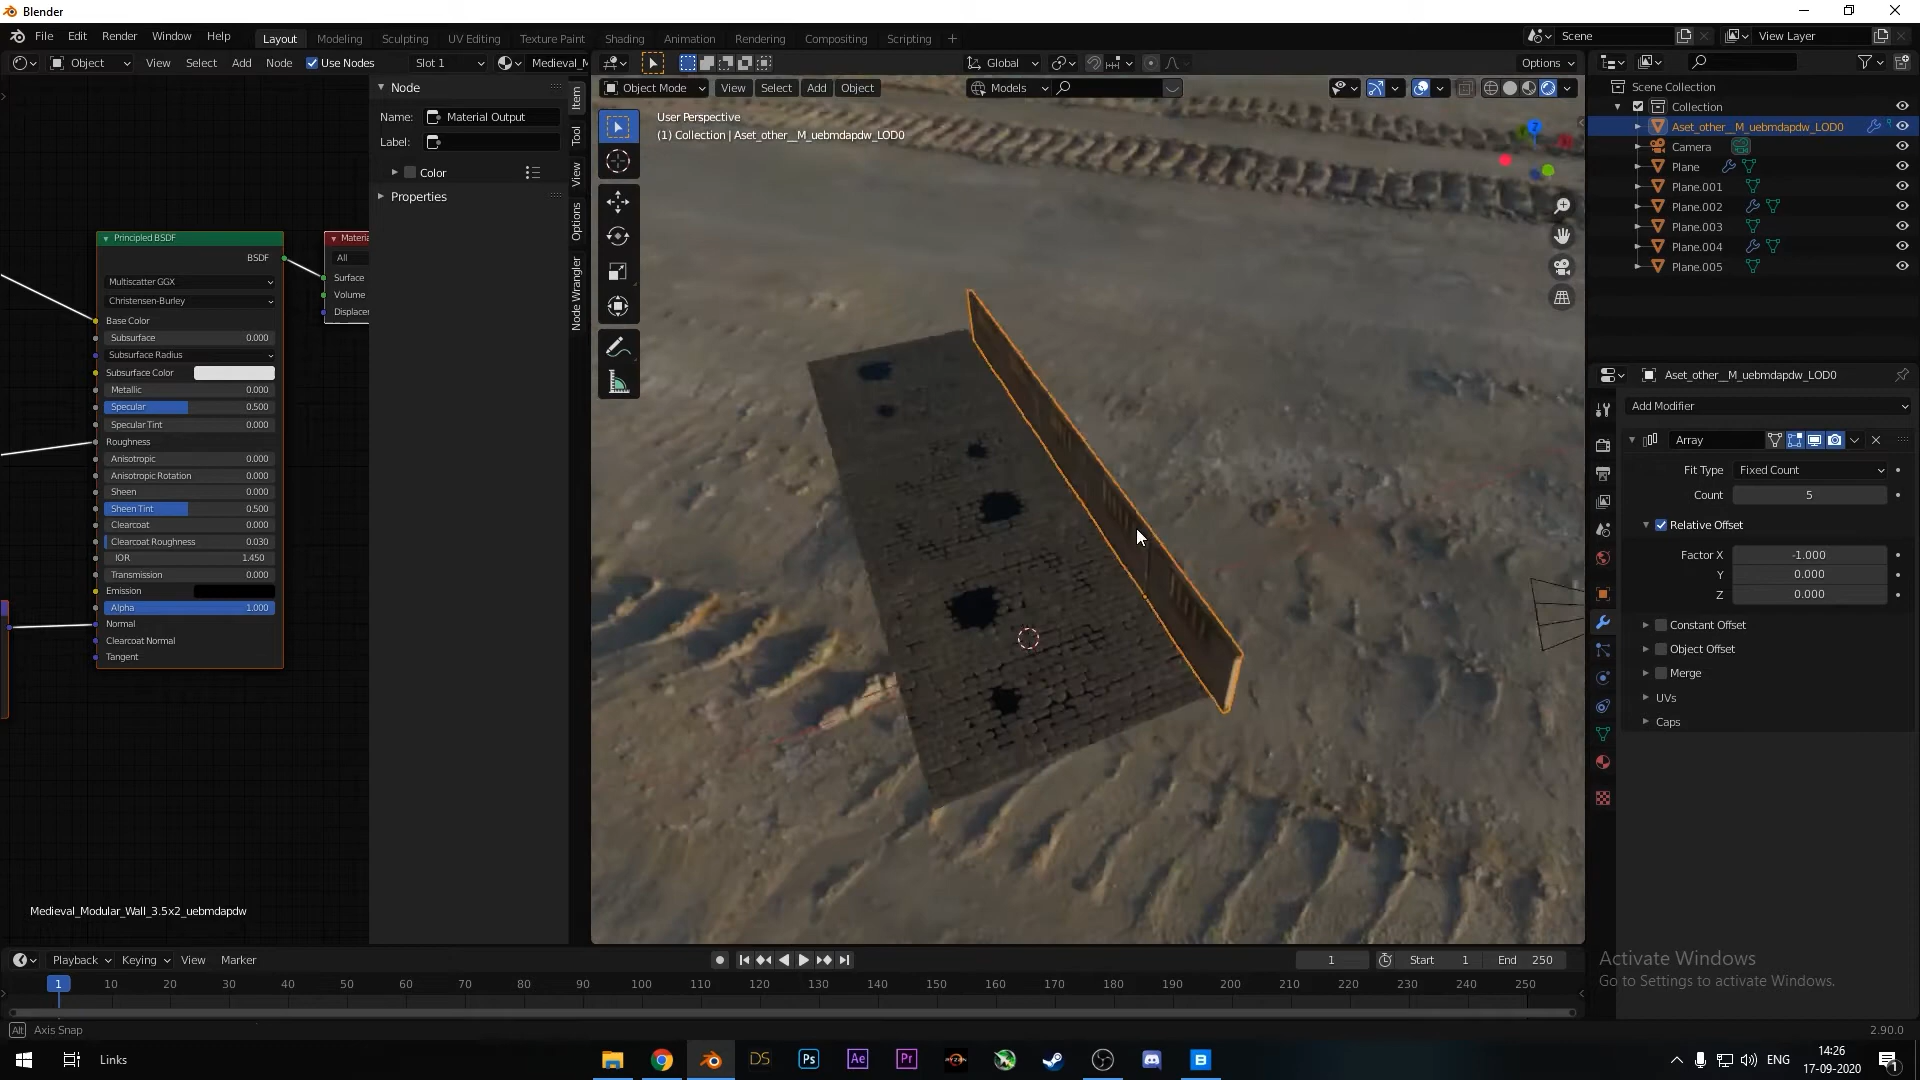 Blender
File Edit Render Window Help
Layout Modeling Sculpting UV Editing Texture Paint Shading Animation Rendering Compositing Scripting +
Scene
View Layer
Object View Select Add Node Use Nodes Slot 1 Medieval_M
Global
Options
Object Mode View Select Add Object
Models
User Perspective
(1) Collection | Aset_other__M_uebmdapdw_LOD0
Node
Name: Material Output
Label:
Color
Properties
Item
Tool
View
Options
Node Wrangler
Principled BSDF
BSDF
Multiscatter GGX
Christensen-Burley
Base Color
Subsurface 0.000
Subsurface Radius
Subsurface Color
Metallic 0.000
Specular 0.500
Specular Tint 0.000
Roughness
Anisotropic 0.000
Anisotropic Rotation 0.000
Sheen 0.000
Sheen Tint 0.500
Clearcoat 0.000
Clearcoat Roughness 0.030
IOR 1.450
Transmission 0.000
Emission
Alpha 1.000
Normal
Clearcoat Normal
Tangent
Materia
All
Surface
Volume
Displacer
Medieval_Modular_Wall_3.5x2_uebmdapdw
Scene Collection
Collection
Aset_other__M_uebmdapdw_LOD0
Camera
Plane
Plane.001
Plane.002
Plane.003
Plane.004
Plane.005
Aset_other__M_uebmdapdw_LOD0
Add Modifier
Array
Fit Type Fixed Count
Count 5
Relative Offset
Factor X -1.000
Y 0.000
Z 0.000
Constant Offset
Object Offset
Merge
UVs
Caps
Activate Windows
Go to Settings to activate Windows.
Playback Keying View Marker
1 Start 1 End 250
1 10 20 30 40 50 60 70 80 90 100 110 120 130 140 150 160 170 180 190 200 210 220 230 240 250
Alt Axis Snap
2.90.0
Links
DS Ps Ae Pr RYZEN B
ENG
14:26
17-09-2020
1